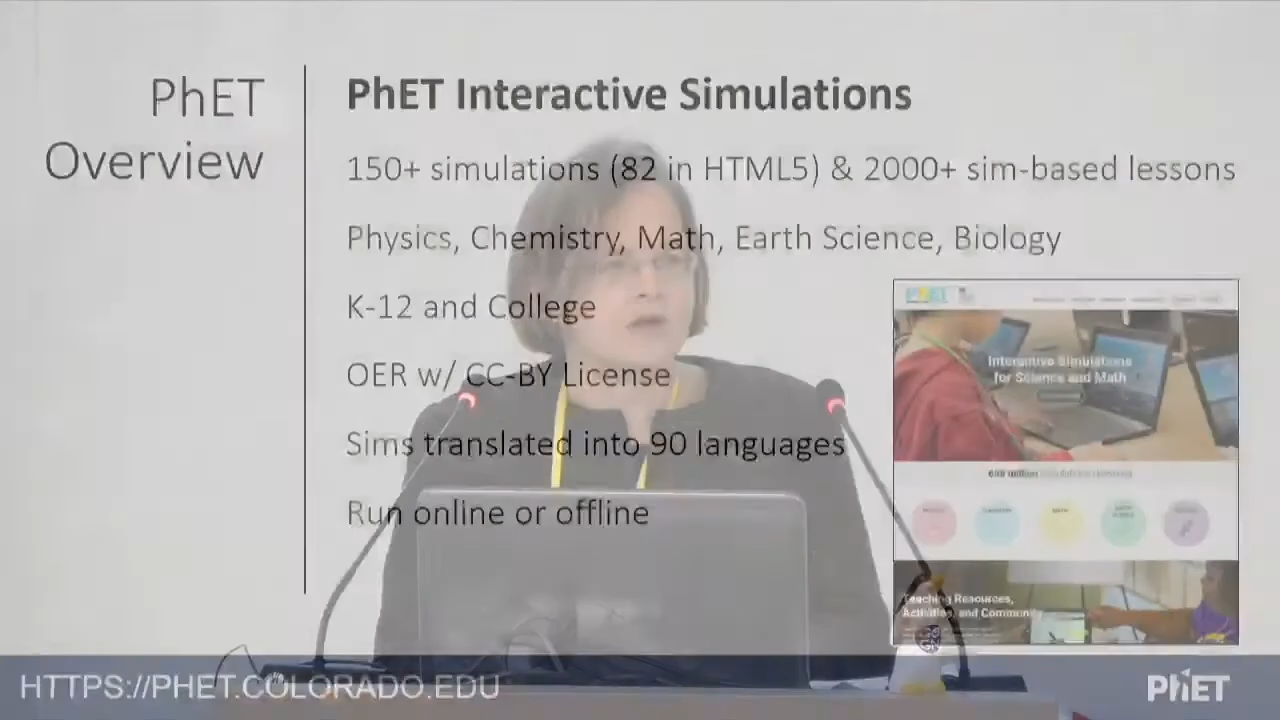 PhET
Overview
PhET Interactive Simulations
150+ simulations (82 in HTML5) & 2000+ sim-based lessons
Physics, Chemistry, Math, Earth Science, Biology
K-12 and College
OER w/ CC-BY License
Sims translated into 90 languages
Run online or offline
PhET
Interactive Simulations
for Science and Math
Teaching Resources,
Activities, and Community
HTTPS://PHET.COLORADO.EDU
PhET